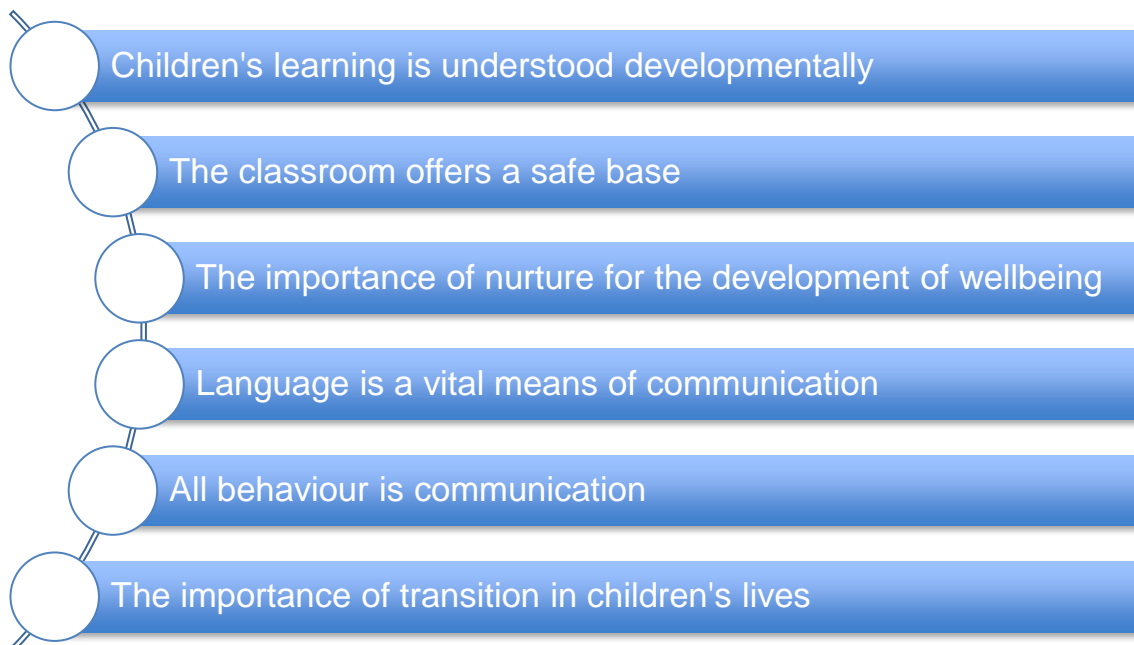 Children's learning is understood developmentally
The classroom offers a safe base
The importance of nurture for the development of wellbeing
Language is a vital means of communication
All behaviour is communication
The importance of transition in children's lives